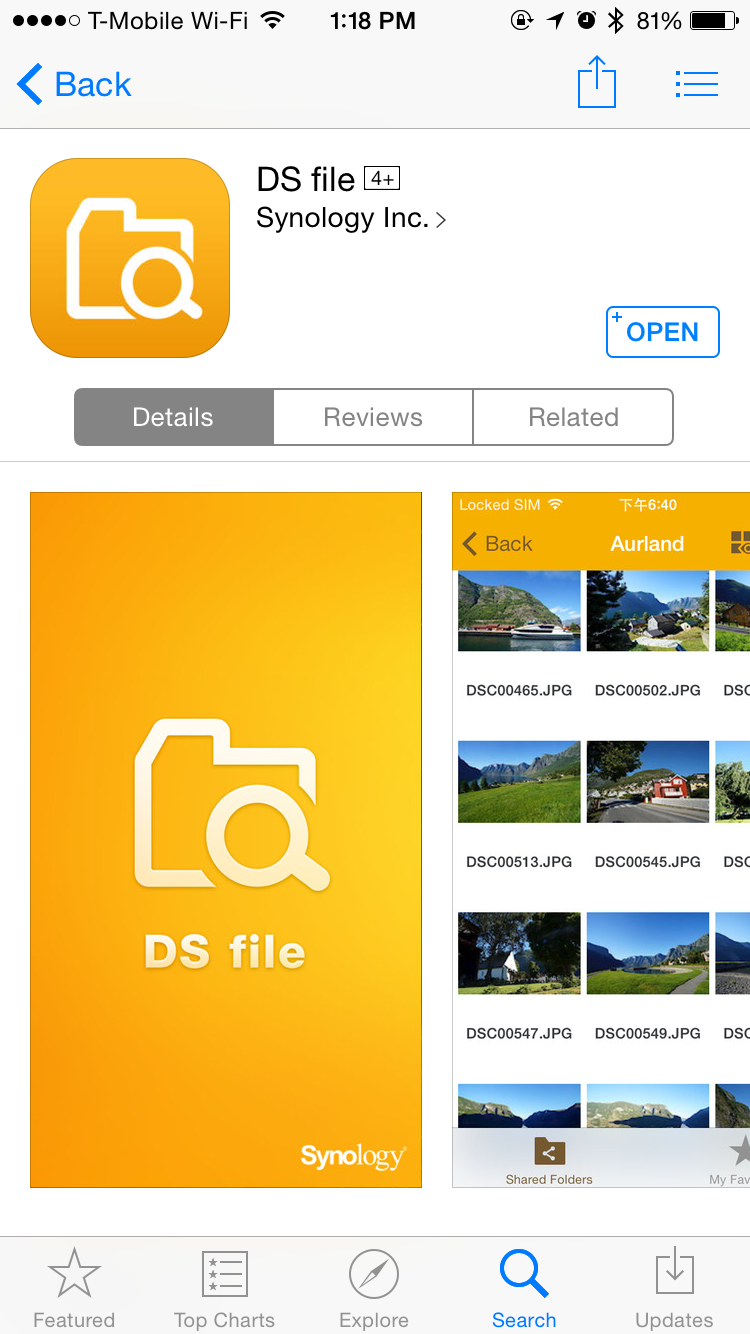 T-Mobile Wi-Fi 1:18 PM 81%
Back
DS file 4+
Synology Inc.
+ OPEN
Details Reviews Related
DS file
Synology
Locked SIM 下午6:40
Back Aurland
DSC00465.JPG DSC00502.JPG DSC
DSC00513.JPG DSC00545.JPG DSC
DSC00547.JPG DSC00549.JPG DSC
Shared Folders My Fav
Featured Top Charts Explore Search Updates